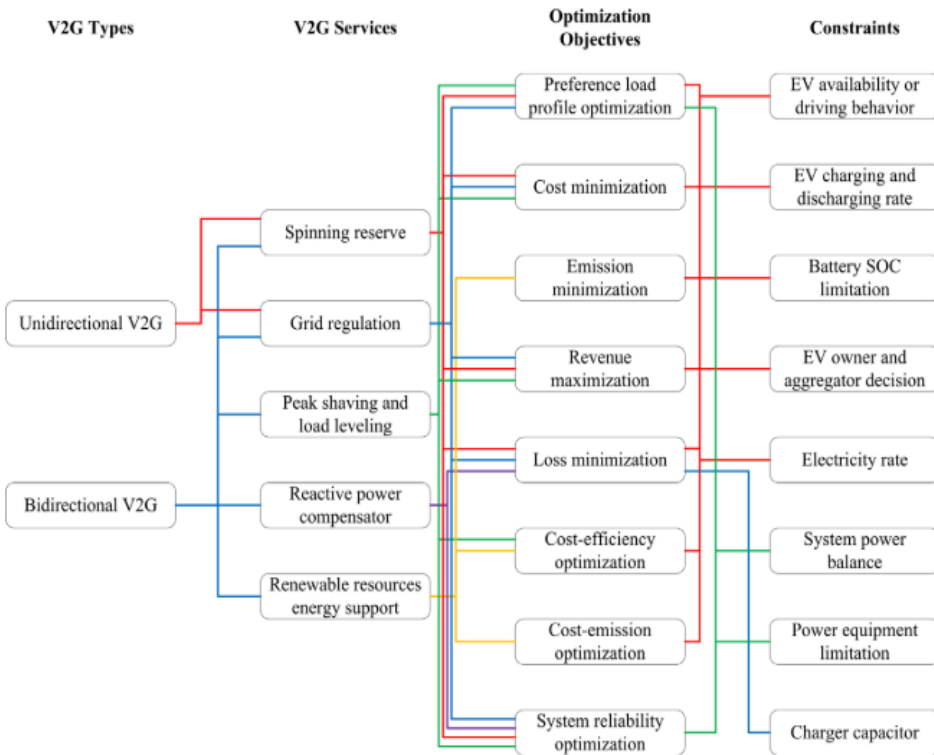 V2G Types
V2G Services
Optimization
Objectives
Constraints
Unidirectional V2G
Bidirectional V2G
Spinning reserve
Grid regulation
Peak shaving and
load leveling
Reactive power
compensator
Renewable resources
energy support
Preference load
profile optimization
Cost minimization
Emission
minimization
Revenue
maximization
Loss minimization
Cost-efficiency
optimization
Cost-emission
optimization
System reliability
optimization
EV availability or
driving behavior
EV charging and
discharging rate
Battery SOC
limitation
EV owner and
aggregator decision
Electricity rate
System power
balance
Power equipment
limitation
Charger capacitor